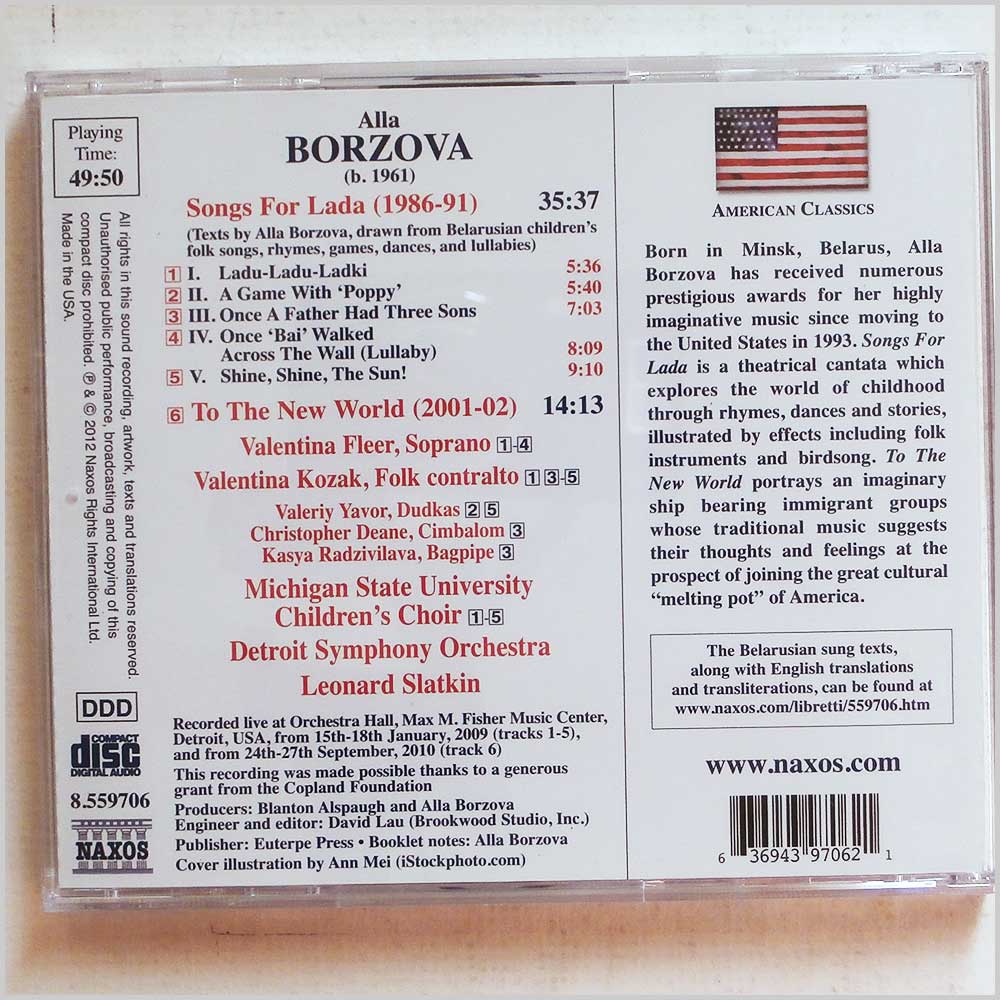 Playing
Time:
49:50
All rights in this sound recording, artwork, texts and translations reserved.
Unauthorised public performance, broadcasting and copying of this
compact disc prohibited. ℗ & © 2012 Naxos Rights International Ltd.
Made in the USA.
DDD
COMPACT
disc
DIGITAL AUDIO
8.559706
NAXOS
Alla
BORZOVA
(b. 1961)
Songs For Lada (1986-91) 35:37
(Texts by Alla Borzova, drawn from Belarusian children's
folk songs, rhymes, games, dances, and lullabies)
1 I. Ladu-Ladu-Ladki 5:36
2 II. A Game With ‘Poppy’ 5:40
3 III. Once A Father Had Three Sons 7:03
4 IV. Once ‘Bai’ Walked
Across The Wall (Lullaby) 8:09
5 V. Shine, Shine, The Sun! 9:10
6 To The New World (2001-02) 14:13
Valentina Fleer, Soprano 1-4
Valentina Kozak, Folk contralto 1 3-5
Valeriy Yavor, Dudkas 2 5
Christopher Deane, Cimbalom 3
Kasya Radzivilava, Bagpipe 3
Michigan State University
Children's Choir 1-5
Detroit Symphony Orchestra
Leonard Slatkin
Recorded live at Orchestra Hall, Max M. Fisher Music Center,
Detroit, USA, from 15th-18th January, 2009 (tracks 1-5),
and from 24th-27th September, 2010 (track 6)
This recording was made possible thanks to a generous
grant from the Copland Foundation
Producers: Blanton Alspaugh and Alla Borzova
Engineer and editor: David Lau (Brookwood Studio, Inc.)
Publisher: Euterpe Press • Booklet notes: Alla Borzova
Cover illustration by Ann Mei (iStockphoto.com)
AMERICAN CLASSICS
Born in Minsk, Belarus, Alla
Borzova has received numerous
prestigious awards for her highly
imaginative music since moving to
the United States in 1993. Songs For
Lada is a theatrical cantata which
explores the world of childhood
through rhymes, dances and stories,
illustrated by effects including folk
instruments and birdsong. To The
New World portrays an imaginary
ship bearing immigrant groups
whose traditional music suggests
their thoughts and feelings at the
prospect of joining the great cultural
“melting pot” of America.
The Belarusian sung texts,
along with English translations
and transliterations, can be found at
www.naxos.com/libretti/559706.htm
www.naxos.com
6 36943 97062 1